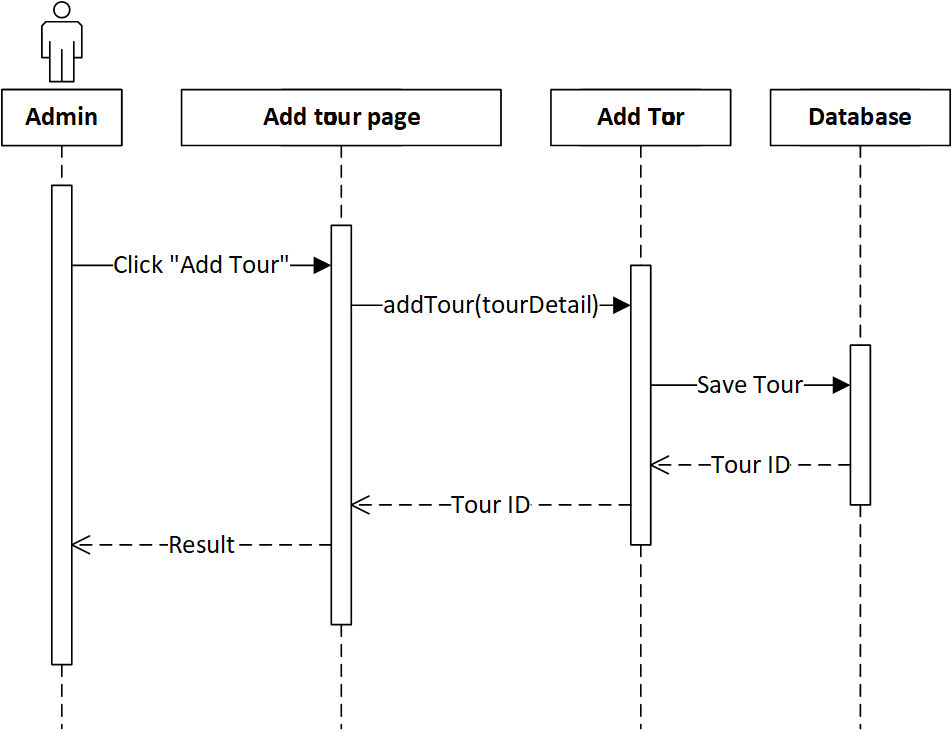 Admin
Add tour page
Add Tor
Database
Click "Add Tour"
addTour(tourDetail)
Save Tour
Tour ID
Tour ID
Result